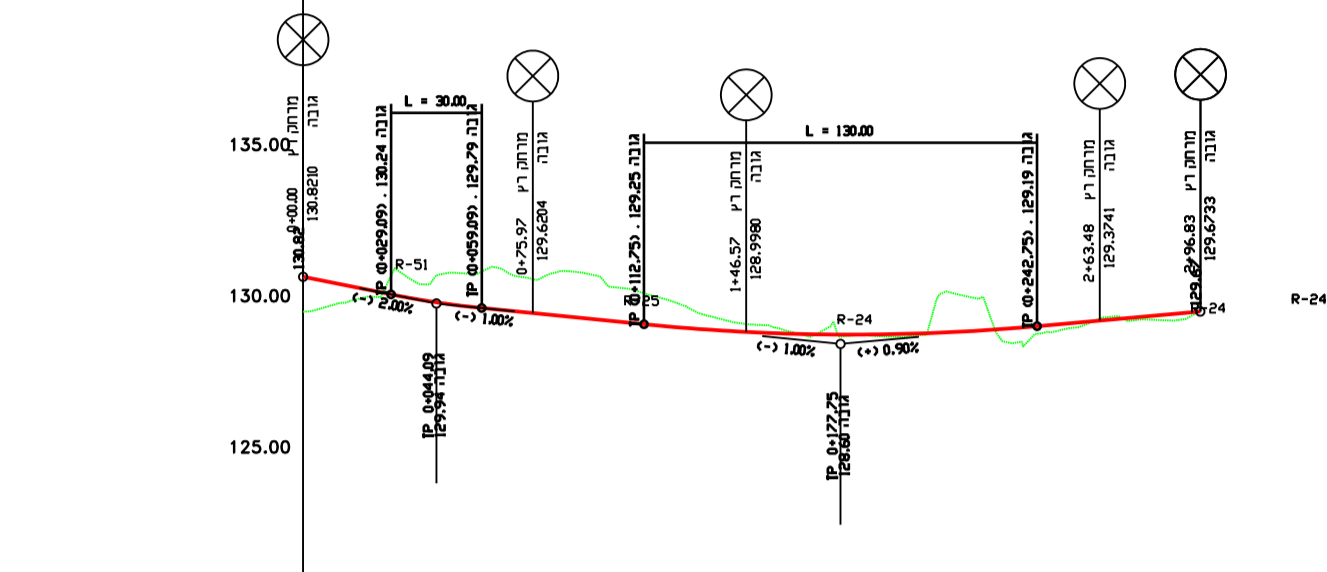 135.00
130.00
125.00
מרחק רץ
גובה
0+00.00
130.8210
130.82
L = 30.00
TP (0+029.09) . 130.24 גובה
TP (0+059.09) . 129.79 גובה
R-51
(-) 2.00%
(-) 1.00%
TP 0+044.09
129.94 גובה
מרחק רץ
גובה
0+75.97
129.6204
L = 130.00
TP (0+112.75) . 129.25 גובה
TP (0+242.75) . 129.19 גובה
מרחק רץ
גובה
1+46.57
128.9980
R-24
(-) 1.00%
(+) 0.90%
TP 0+177.75
128.60 גובה
מרחק רץ
גובה
2+63.48
129.3741
מרחק רץ
גובה
2+96.83
129.6733
129.67
R-24